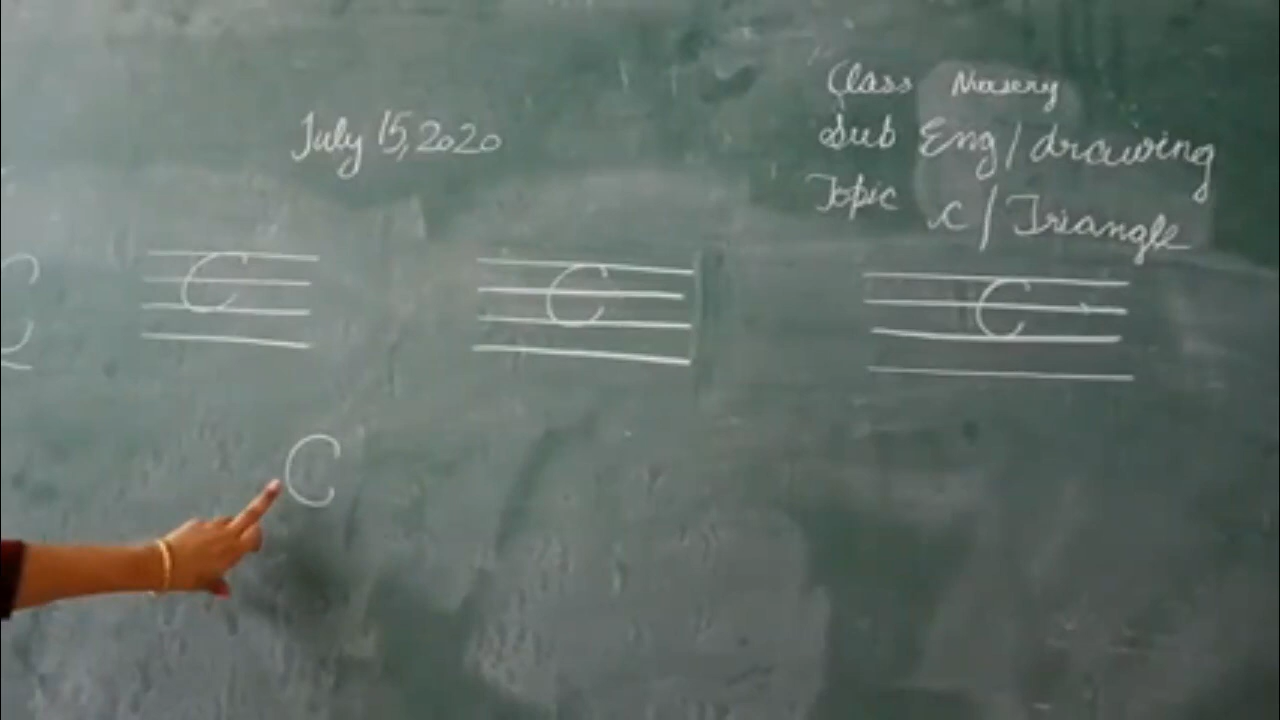 Class Nursery
July 15, 2020
Sub Eng/drawing
Topic C/Triangle
C C C C
C